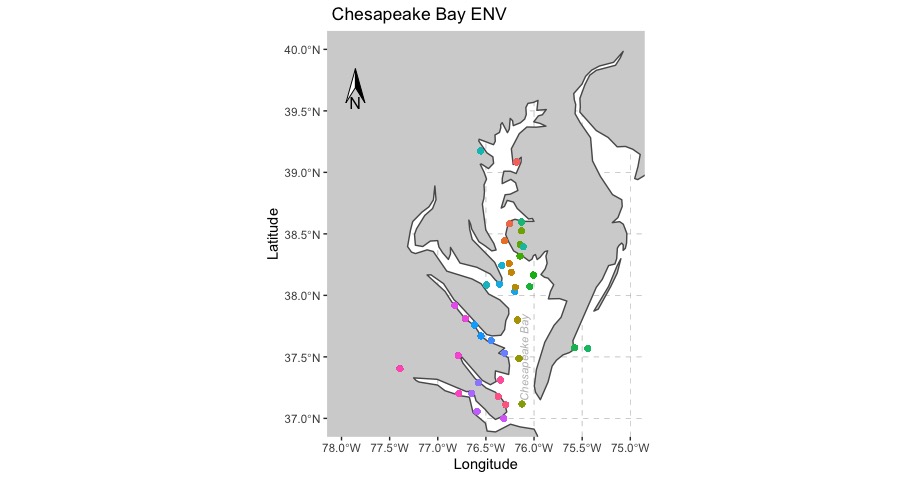 Chesapeake Bay ENV
40.0°N
39.5°N
39.0°N
38.5°N
38.0°N
37.5°N
37.0°N
Latitude
N
Chesapeake Bay
78.0°W 77.5°W 77.0°W 76.5°W 76.0°W 75.5°W 75.0°W
Longitude